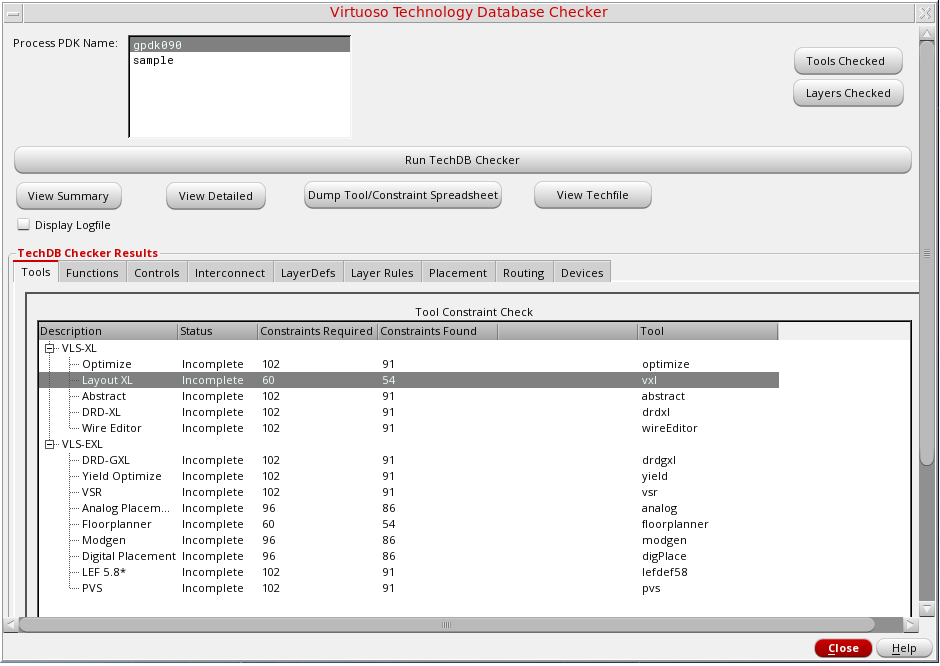 Virtuoso Technology Database Checker
Process PDK Name:
gpdk090
sample
Tools Checked
Layers Checked
Run TechDB Checker
View Summary View Detailed Dump Tool/Constraint Spreadsheet View Techfile
Display Logfile
TechDB Checker Results
Tools Functions Controls Interconnect LayerDefs Layer Rules Placement Routing Devices
Tool Constraint Check
Description Status Constraints Required Constraints Found Tool
VLS-XL
Optimize Incomplete 102 91 optimize
Layout XL Incomplete 60 54 vxl
Abstract Incomplete 102 91 abstract
DRD-XL Incomplete 102 91 drdxl
Wire Editor Incomplete 102 91 wireEditor
VLS-EXL
DRD-GXL Incomplete 102 91 drdgxl
Yield Optimize Incomplete 102 91 yield
VSR Incomplete 102 91 vsr
Analog Placem... Incomplete 96 86 analog
Floorplanner Incomplete 60 54 floorplanner
Modgen Incomplete 96 86 modgen
Digital Placement Incomplete 96 86 digPlace
LEF 5.8* Incomplete 102 91 lefdef58
PVS Incomplete 102 91 pvs
Close Help